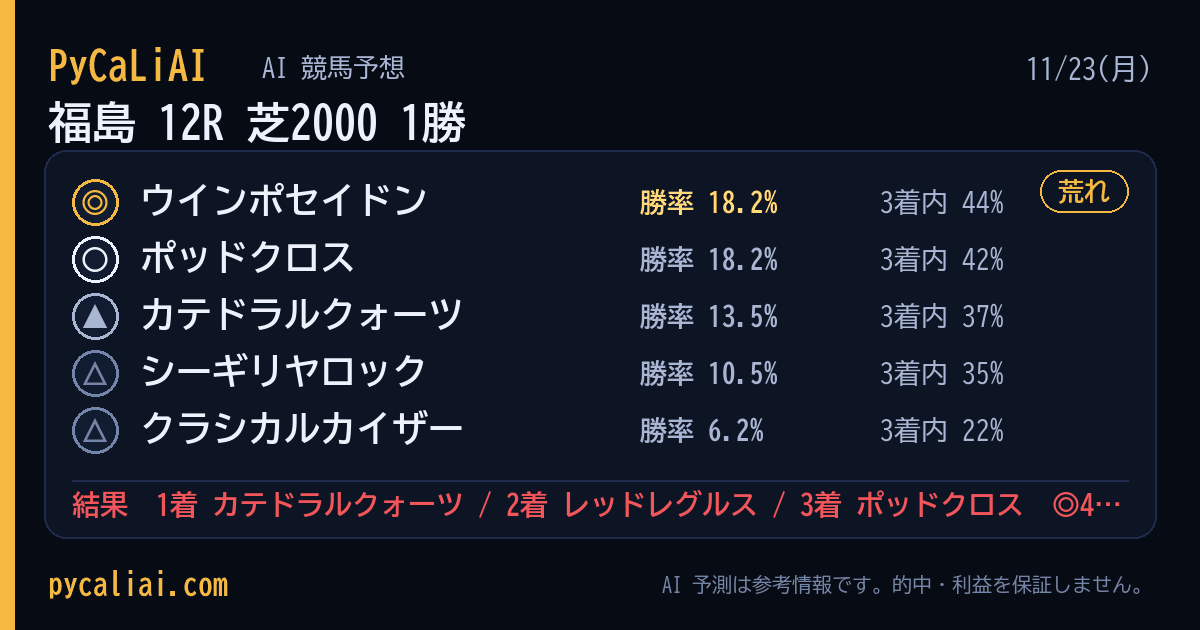 PyCaLiAI AI 競馬予想 11/23(月)
福島 12R 芝2000 1勝
◎ ウインポセイドン 勝率 18.2% 3着内 44% 荒れ
○ ポッドクロス 勝率 18.2% 3着内 42%
▲ カテドラルクォーツ 勝率 13.5% 3着内 37%
△ シーギリヤロック 勝率 10.5% 3着内 35%
△ クラシカルカイザー 勝率 6.2% 3着内 22%
結果 1着 カテドラルクォーツ / 2着 レッドレグルス / 3着 ポッドクロス ◎4…
pycaliai.com AI 予測は参考情報です。的中・利益を保証しません。